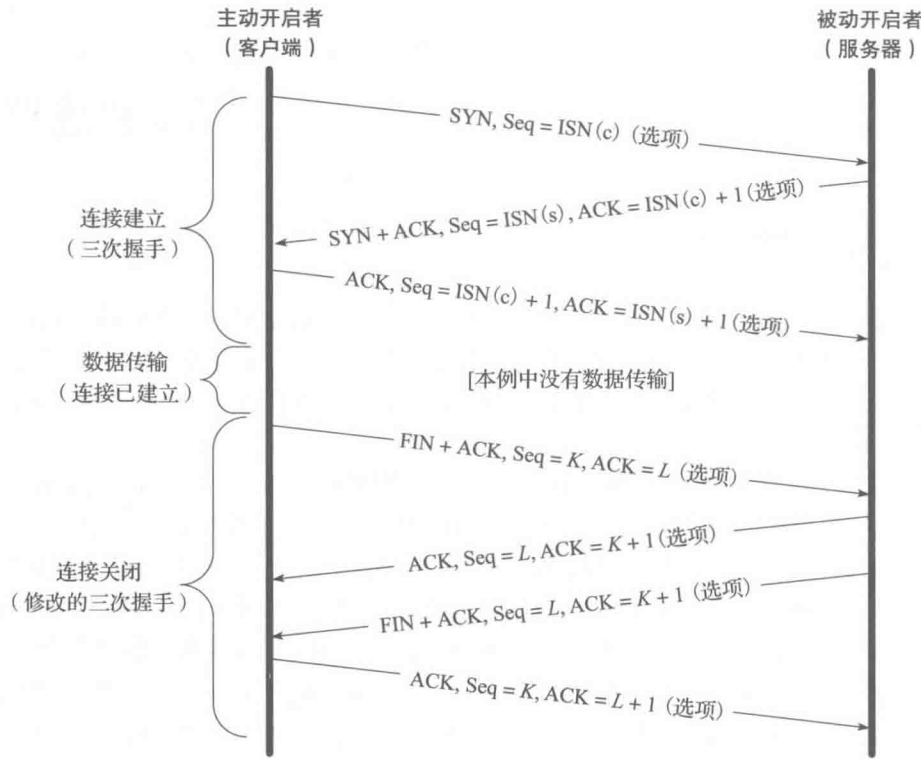 主动开启者
（客户端）
被动开启者
（服务器）
SYN, Seq = ISN(c) (选项)
SYN + ACK, Seq = ISN(s), ACK = ISN(c) + 1(选项)
连接建立
（三次握手）
ACK, Seq = ISN(c) + 1, ACK = ISN(s) + 1(选项)
数据传输
（连接已建立）
[本例中没有数据传输]
FIN + ACK, Seq = K, ACK = L (选项)
ACK, Seq = L, ACK = K + 1(选项)
连接关闭
（修改的三次握手）
FIN + ACK, Seq = L, ACK = K + 1 (选项)
ACK, Seq = K, ACK = L + 1 (选项)